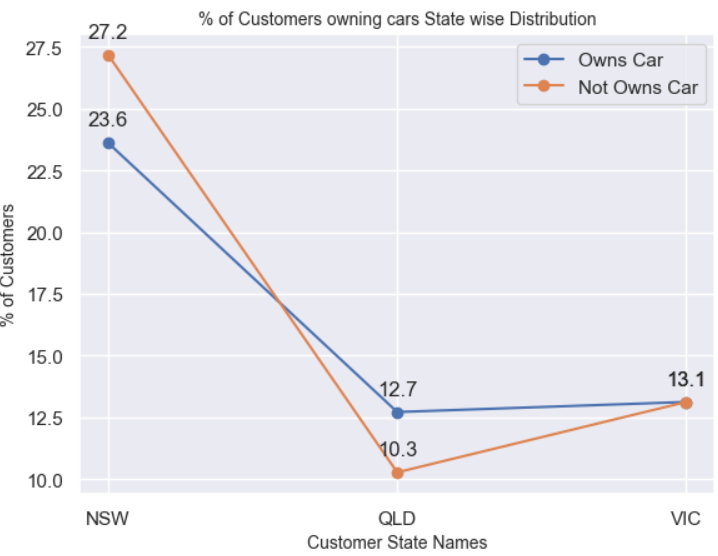 % of Customers owning cars State wise Distribution
27.2
27.5
Owns Car
Not Owns Car
25.0
23.6
22.5
% of Customers
20.0
17.5
15.0
12.7
13.1
12.5
10.3
10.0
NSW
QLD
VIC
Customer State Names